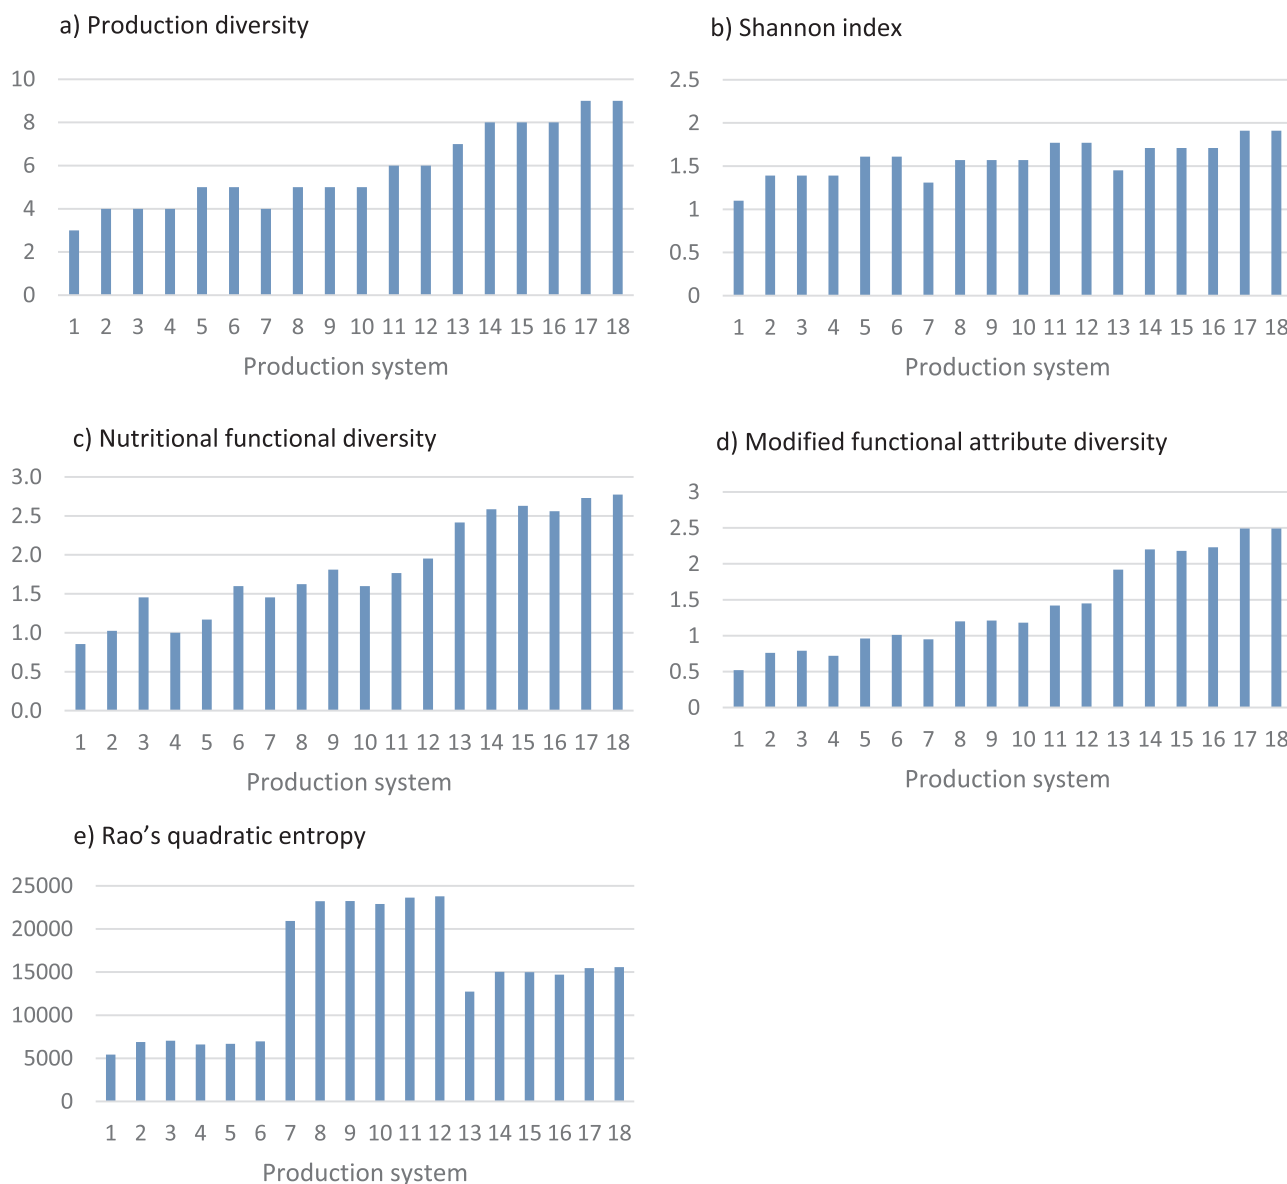 a) Production diversity
10
8
6
4
2
0
1 2 3 4 5 6 7 8 9 10 11 12 13 14 15 16 17 18
Production system
b) Shannon index
2.5
2
1.5
1
0.5
0
1 2 3 4 5 6 7 8 9 10 11 12 13 14 15 16 17 18
Production system
c) Nutritional functional diversity
3.0
2.5
2.0
1.5
1.0
0.5
0.0
1 2 3 4 5 6 7 8 9 10 11 12 13 14 15 16 17 18
Production system
d) Modified functional attribute diversity
3
2.5
2
1.5
1
0.5
0
1 2 3 4 5 6 7 8 9 10 11 12 13 14 15 16 17 18
Production system
e) Rao’s quadratic entropy
25000
20000
15000
10000
5000
0
1 2 3 4 5 6 7 8 9 10 11 12 13 14 15 16 17 18
Production system